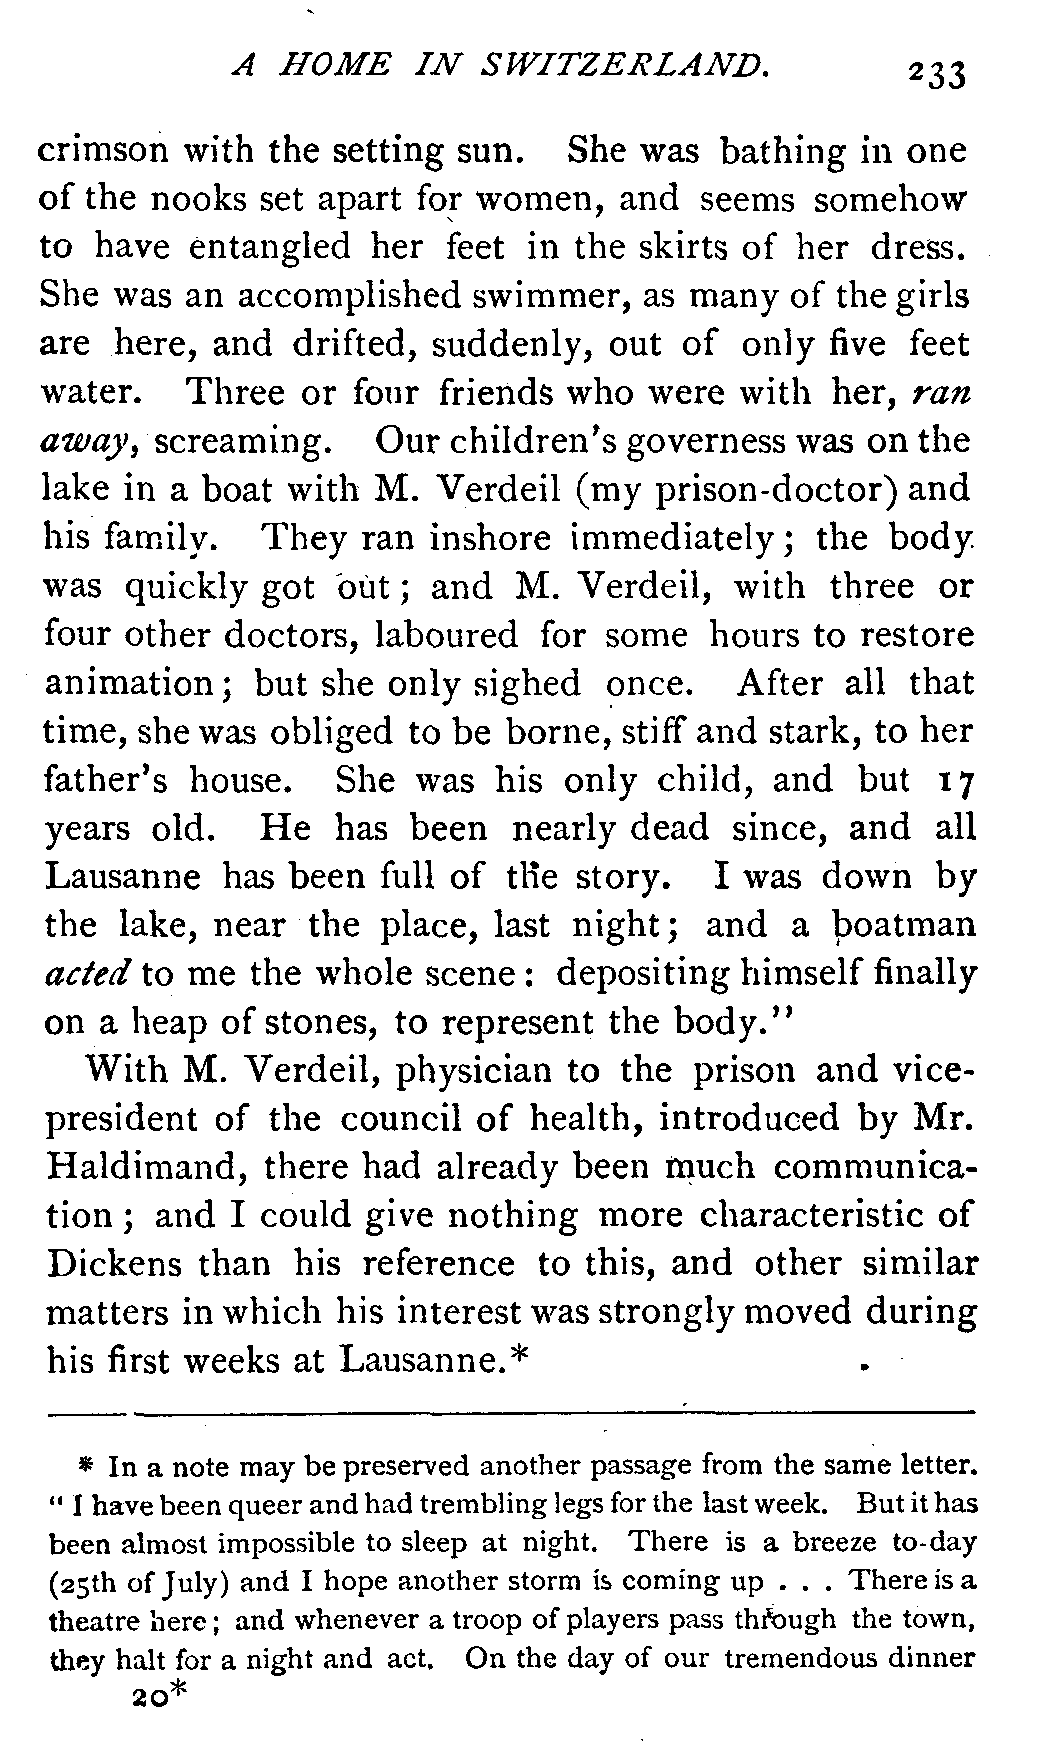 A HOME IN SWITZERLAND. 233
crimson with the setting sun. She was bathing in one
of the nooks set apart for women, and seems somehow
to have entangled her feet in the skirts of her dress.
She was an accomplished swimmer, as many of the girls
are here, and drifted, suddenly, out of only five feet
water. Three or four friends who were with her, ran
away, screaming. Our children's governess was on the
lake in a boat with M. Verdeil (my prison-doctor) and
his family. They ran inshore immediately; the body
was quickly got out; and M. Verdeil, with three or
four other doctors, laboured for some hours to restore
animation; but she only sighed once. After all that
time, she was obliged to be borne, stiff and stark, to her
father's house. She was his only child, and but 17
years old. He has been nearly dead since, and all
Lausanne has been full of the story. I was down by
the lake, near the place, last night; and a boatman
acted to me the whole scene: depositing himself finally
on a heap of stones, to represent the body."
With M. Verdeil, physician to the prison and vice-
president of the council of health, introduced by Mr.
Haldimand, there had already been much communica-
tion; and I could give nothing more characteristic of
Dickens than his reference to this, and other similar
matters in which his interest was strongly moved during
his first weeks at Lausanne.*
* In a note may be preserved another passage from the same letter.
"I have been queer and had trembling legs for the last week. But it has
been almost impossible to sleep at night. There is a breeze to-day
(25th of July) and I hope another storm is coming up . . . There is a
theatre here; and whenever a troop of players pass through the town,
they halt for a night and act. On the day of our tremendous dinner
20*